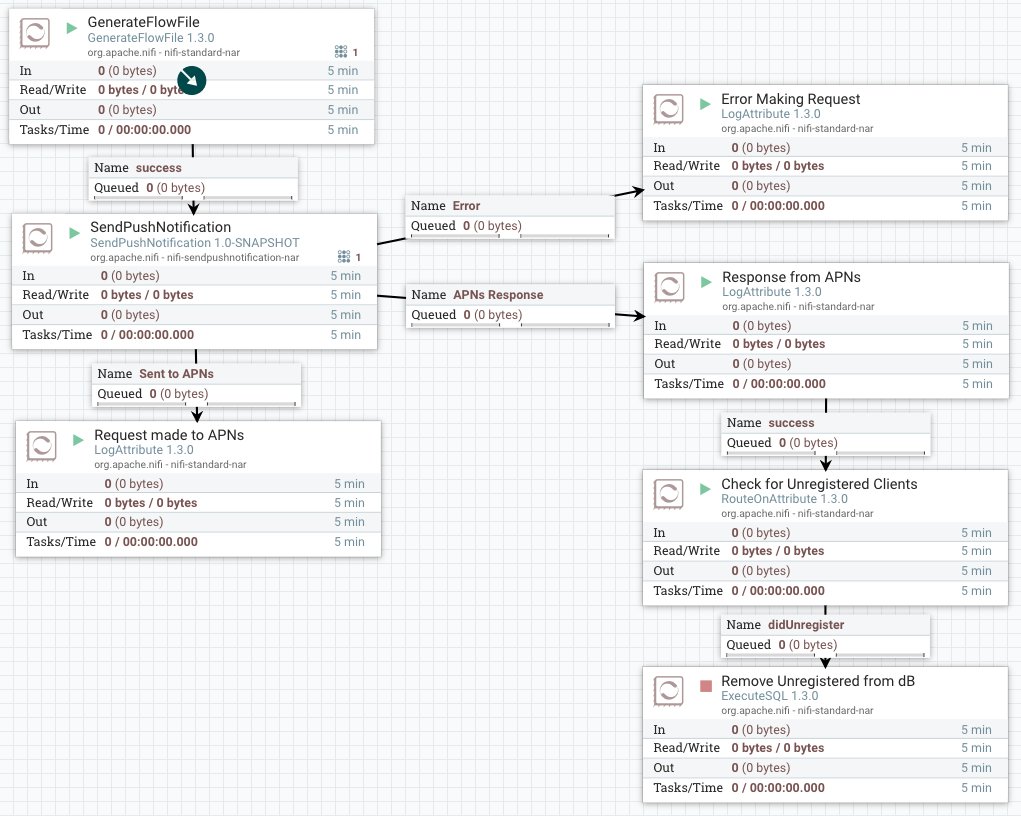 GenerateFlowFile
GenerateFlowFile 1.3.0
org.apache.nifi - nifi-standard-nar
1
In 0 (0 bytes) 5 min
Read/Write 0 bytes / 0 5 min
Out 0 (0 bytes) 5 min
Tasks/Time 0 / 00:00:00.000 5 min
Name success
Queued 0 (0 bytes)
SendPushNotification
SendPushNotification 1.0-SNAPSHOT
org.apache.nifi - nifi-sendpushnotification-nar
1
In 0 (0 bytes) 5 min
Read/Write 0 bytes / 0 bytes 5 min
Out 0 (0 bytes) 5 min
Tasks/Time 0 / 00:00:00.000 5 min
Name Sent to APNs
Queued 0 (0 bytes)
Request made to APNs
LogAttribute 1.3.0
org.apache.nifi - nifi-standard-nar
In 0 (0 bytes) 5 min
Read/Write 0 bytes / 0 bytes 5 min
Out 0 (0 bytes) 5 min
Tasks/Time 0 / 00:00:00.000 5 min
Name Error
Queued 0 (0 bytes)
Name APNs Response
Queued 0 (0 bytes)
Error Making Request
LogAttribute 1.3.0
org.apache.nifi - nifi-standard-nar
In 0 (0 bytes) 5 min
Read/Write 0 bytes / 0 bytes 5 min
Out 0 (0 bytes) 5 min
Tasks/Time 0 / 00:00:00.000 5 min
Response from APNs
LogAttribute 1.3.0
org.apache.nifi - nifi-standard-nar
In 0 (0 bytes) 5 min
Read/Write 0 bytes / 0 bytes 5 min
Out 0 (0 bytes) 5 min
Tasks/Time 0 / 00:00:00.000 5 min
Name success
Queued 0 (0 bytes)
Check for Unregistered Clients
RouteOnAttribute 1.3.0
org.apache.nifi - nifi-standard-nar
In 0 (0 bytes) 5 min
Read/Write 0 bytes / 0 bytes 5 min
Out 0 (0 bytes) 5 min
Tasks/Time 0 / 00:00:00.000 5 min
Name didUnregister
Queued 0 (0 bytes)
Remove Unregistered from dB
ExecuteSQL 1.3.0
org.apache.nifi - nifi-standard-nar
In 0 (0 bytes) 5 min
Read/Write 0 bytes / 0 bytes 5 min
Out 0 (0 bytes) 5 min
Tasks/Time 0 / 00:00:00.000 5 min